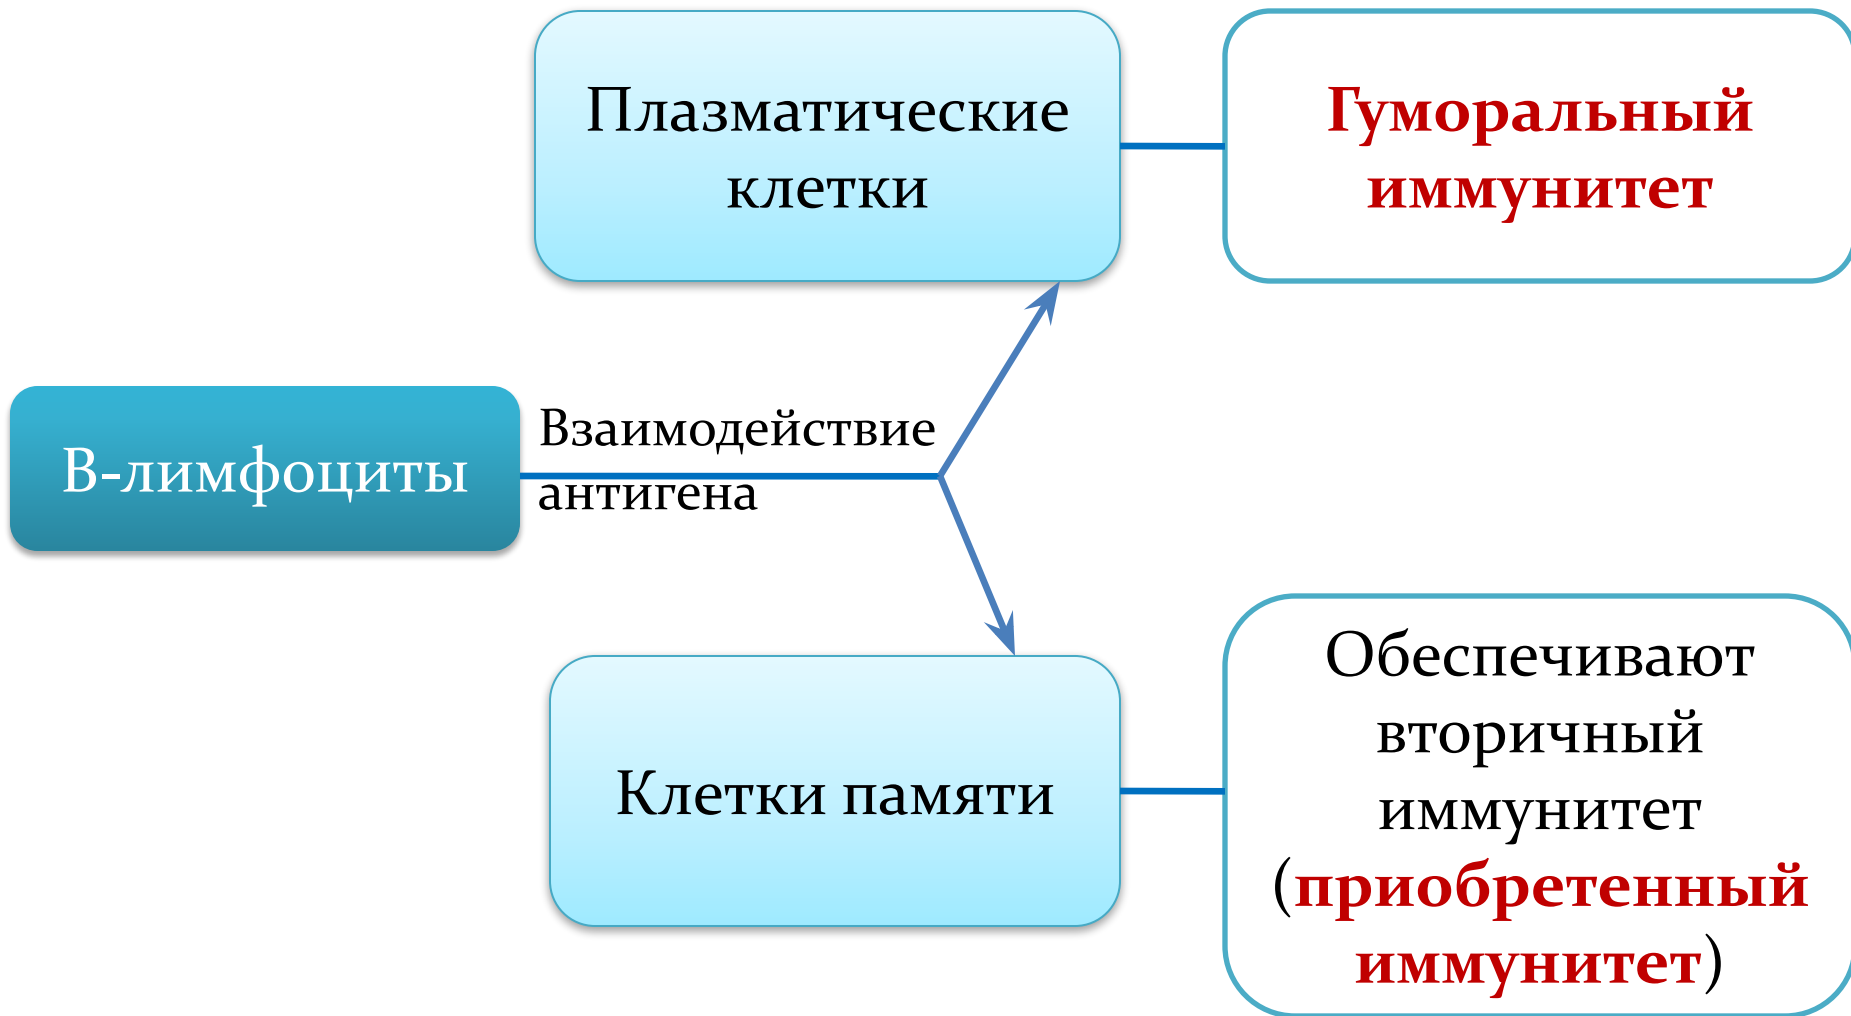 Плазматические
клетки
Гуморальный
иммунитет
В-лимфоциты
Взаимодействие
антигена
Клетки памяти
Обеспечивают
вторичный
иммунитет
(приобретенный
иммунитет)